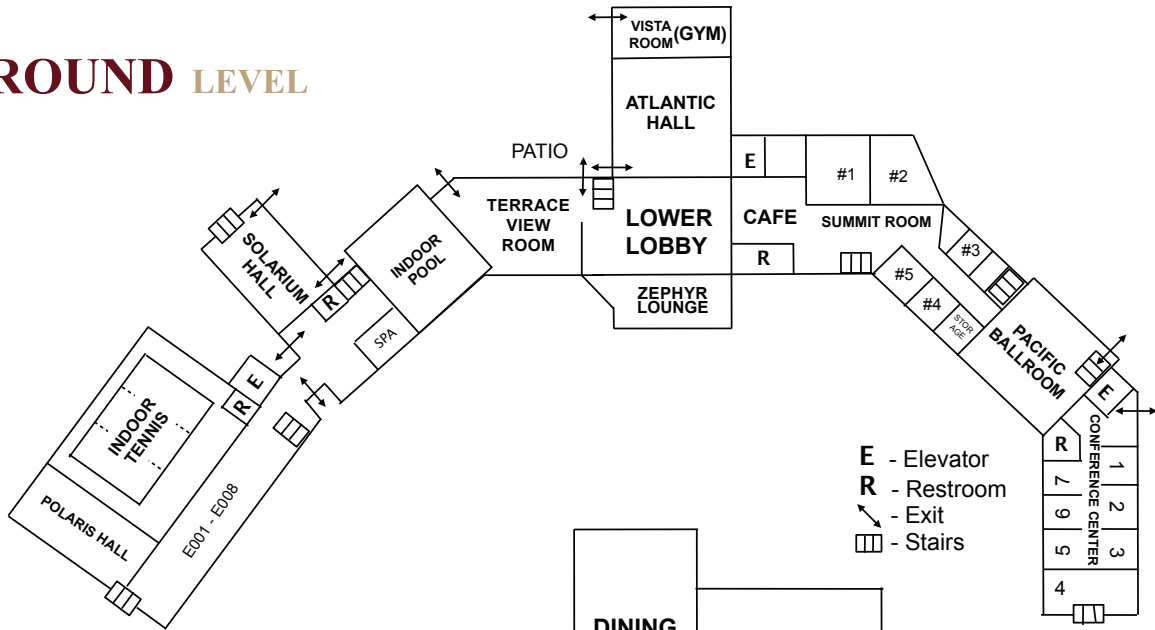 ROUND LEVEL
VISTA
ROOM (GYM)
ATLANTIC
HALL
PATIO
E
#1
#2
TERRACE
VIEW
ROOM
LOWER
LOBBY
CAFE
SUMMIT ROOM
R
#3
SOLARIUM
HALL
INDOOR
POOL
R
SPA
ZEPHYR
LOUNGE
#5
#4
STOR
AGE
PACIFIC
BALLROOM
E
R
E
INDOOR
TENNIS
POLARIS HALL
E001 - E008
R
CONFERENCE CENTER
1
2
3
4
5
6
7
E - Elevator
R - Restroom
- Exit
- Stairs
DINING